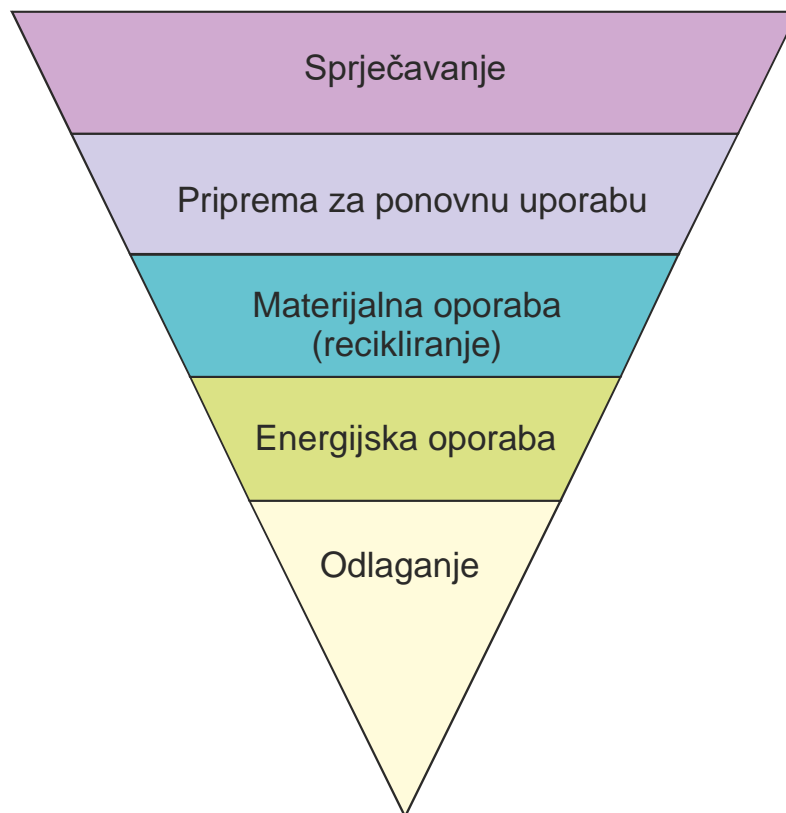 Sprječavanje
Priprema za ponovnu uporabu
Materijalna oporaba
(recikliranje)
Energijska oporaba
Odlaganje